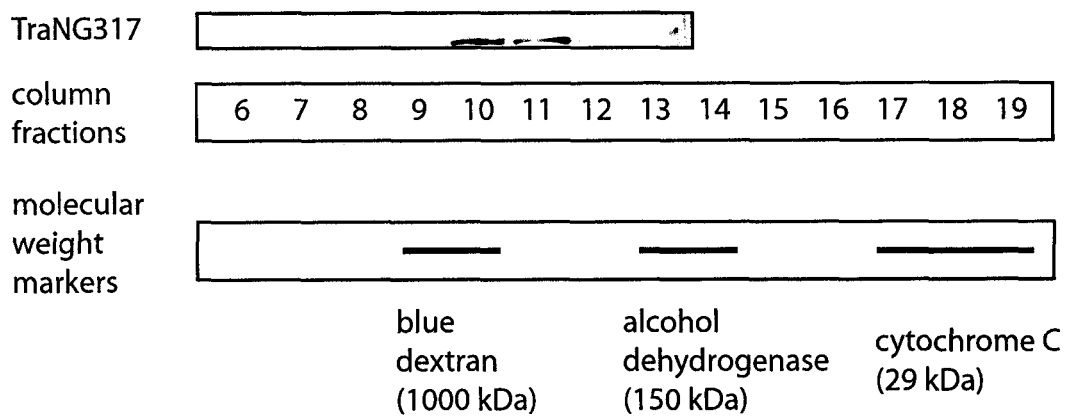 TraNG317
column
fractions
6 7 8 9 10 11 12 13 14 15 16 17 18 19
molecular
weight
markers
blue
dextran
(1000 kDa)
alcohol
dehydrogenase
(150 kDa)
cytochrome C
(29 kDa)